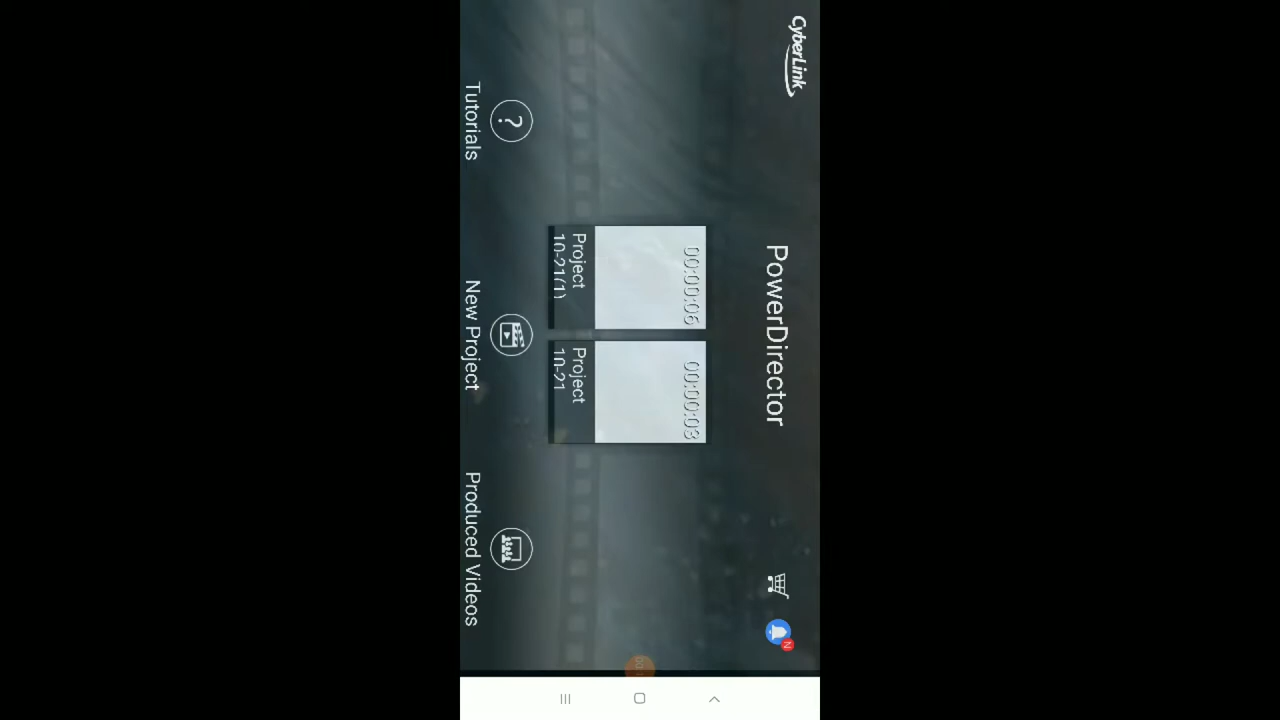 CyberLink
PowerDirector
N
00:00:06
00:00:03
Project
10-21(1)
Project
10-21
?
Tutorials
New Project
Produced Videos